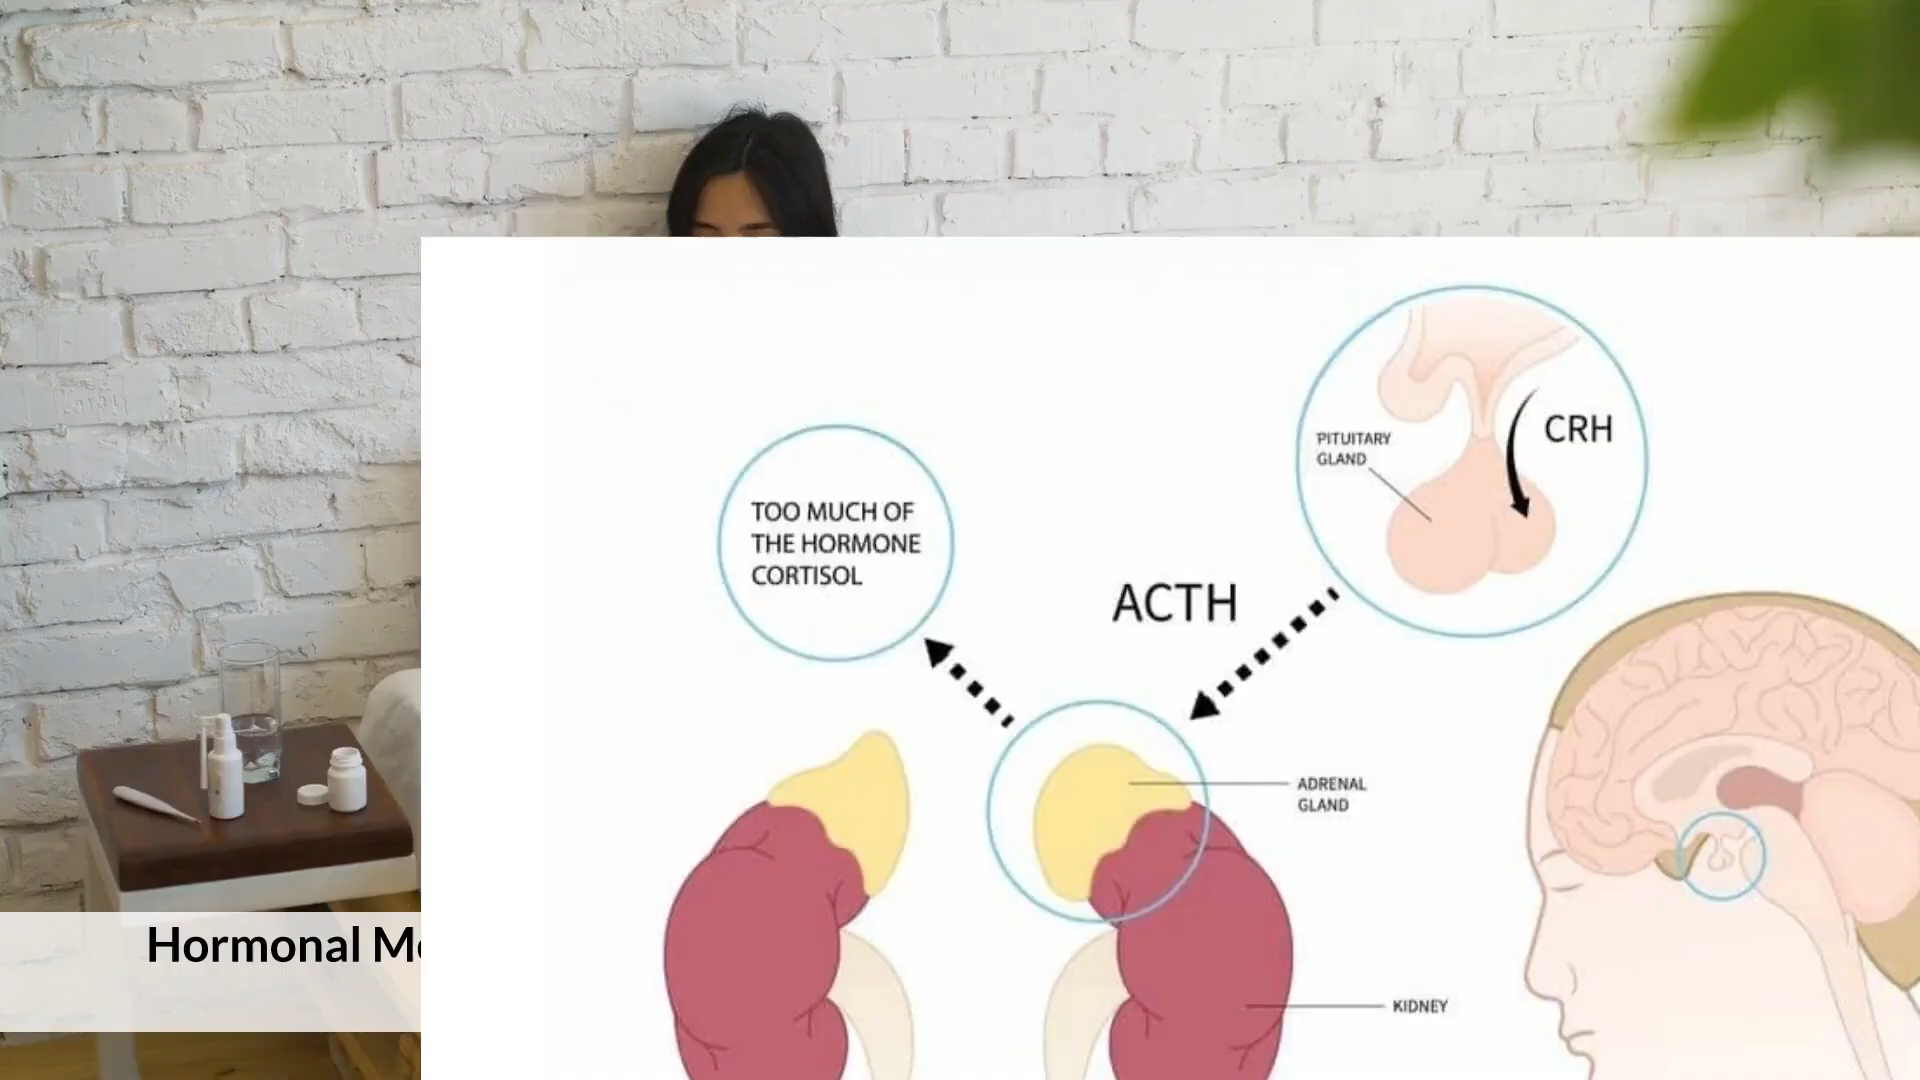 PITUITARY
GLAND
CRH
TOO MUCH OF
THE HORMONE
CORTISOL
ACTH
ADRENAL
GLAND
KIDNEY
Hormonal